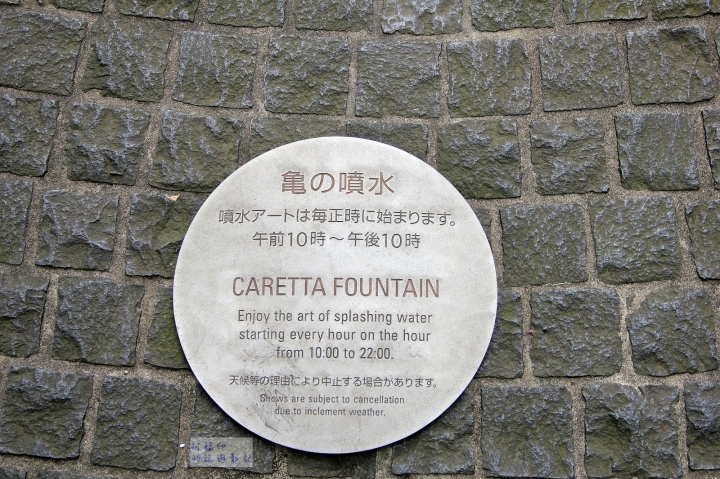 亀の噴水
噴水アートは毎正時に始まります。
午前10時～午後10時
CARETTA FOUNTAIN
Enjoy the art of splashing water
starting every hour on the hour
from 10:00 to 22:00.
天候等の理由により中止する場合があります。
Shows are subject to cancellation
due to inclement weather.